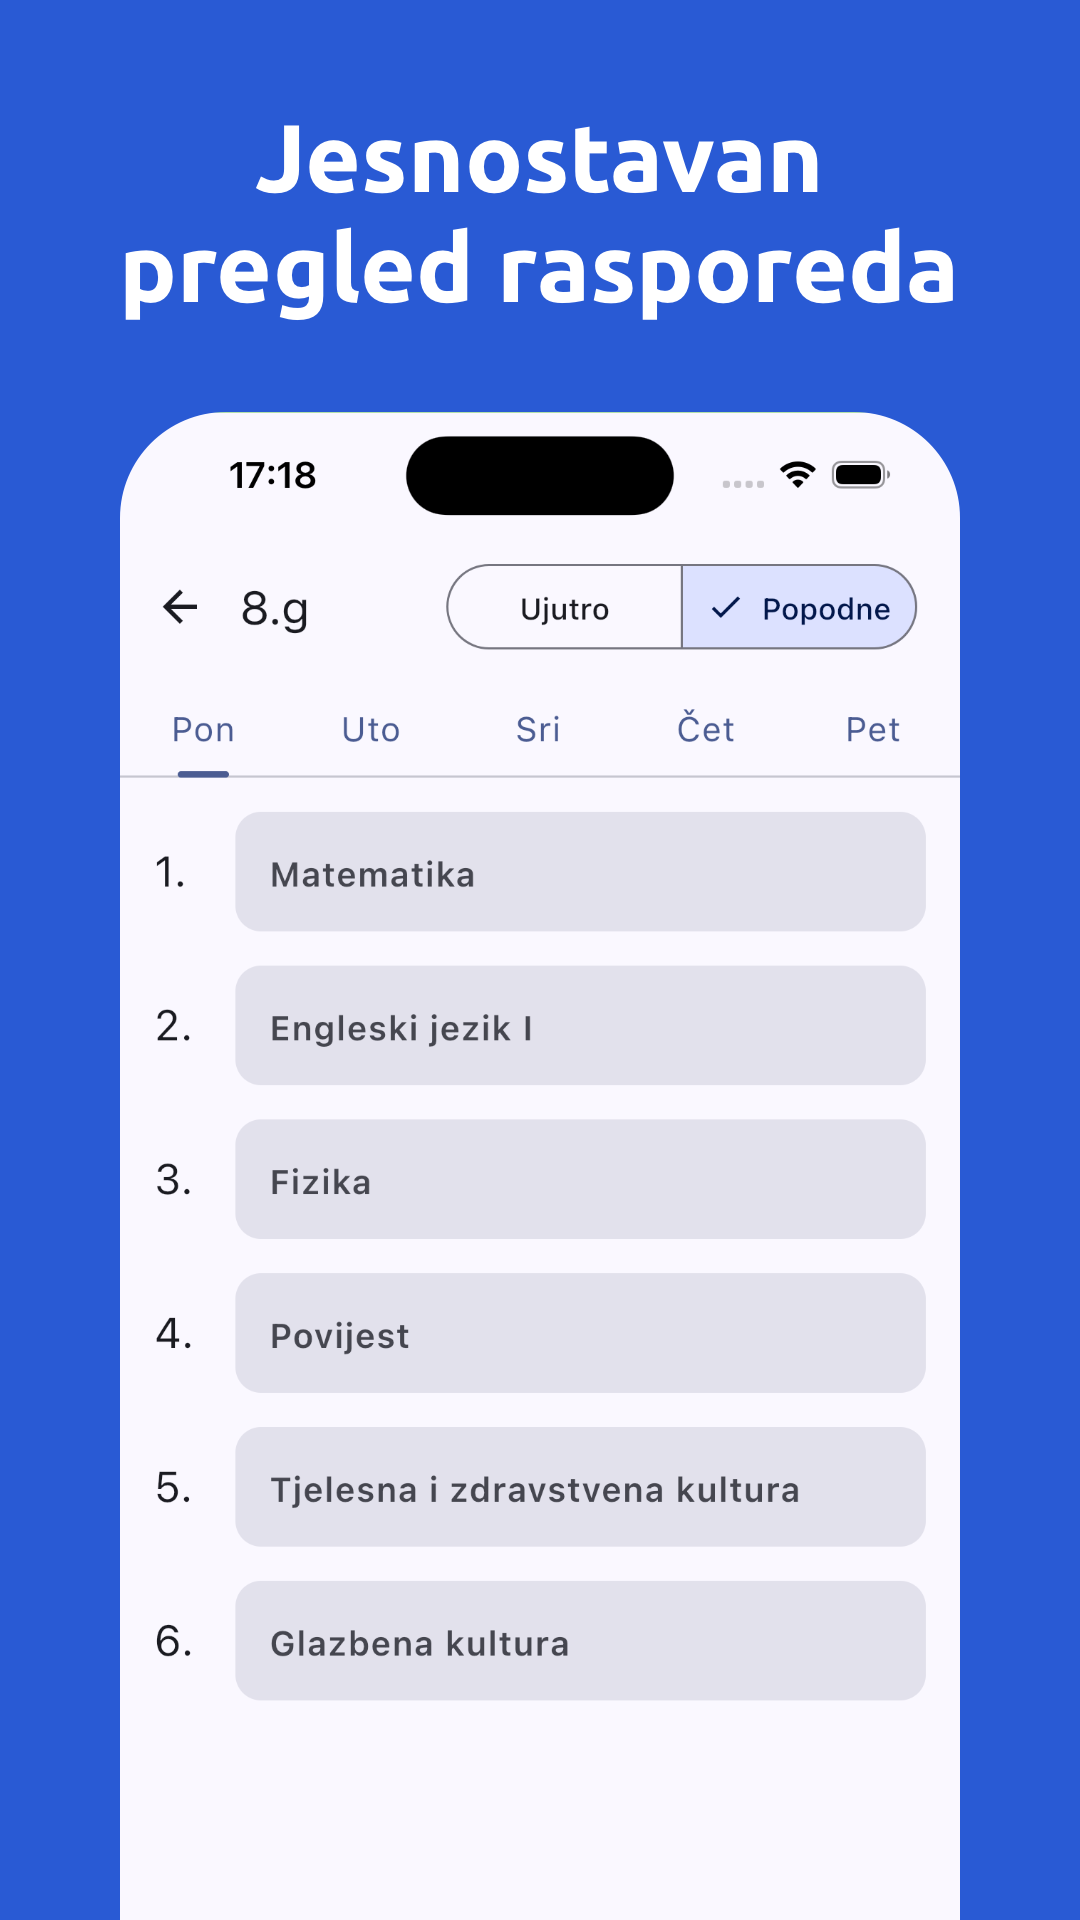 Jesnostavan
pregled rasporeda
17:18
8.g
Ujutro
Popodne
Pon Uto Sri Čet Pet
1. Matematika
2. Engleski jezik I
3. Fizika
4. Povijest
5. Tjelesna i zdravstvena kultura
6. Glazbena kultura